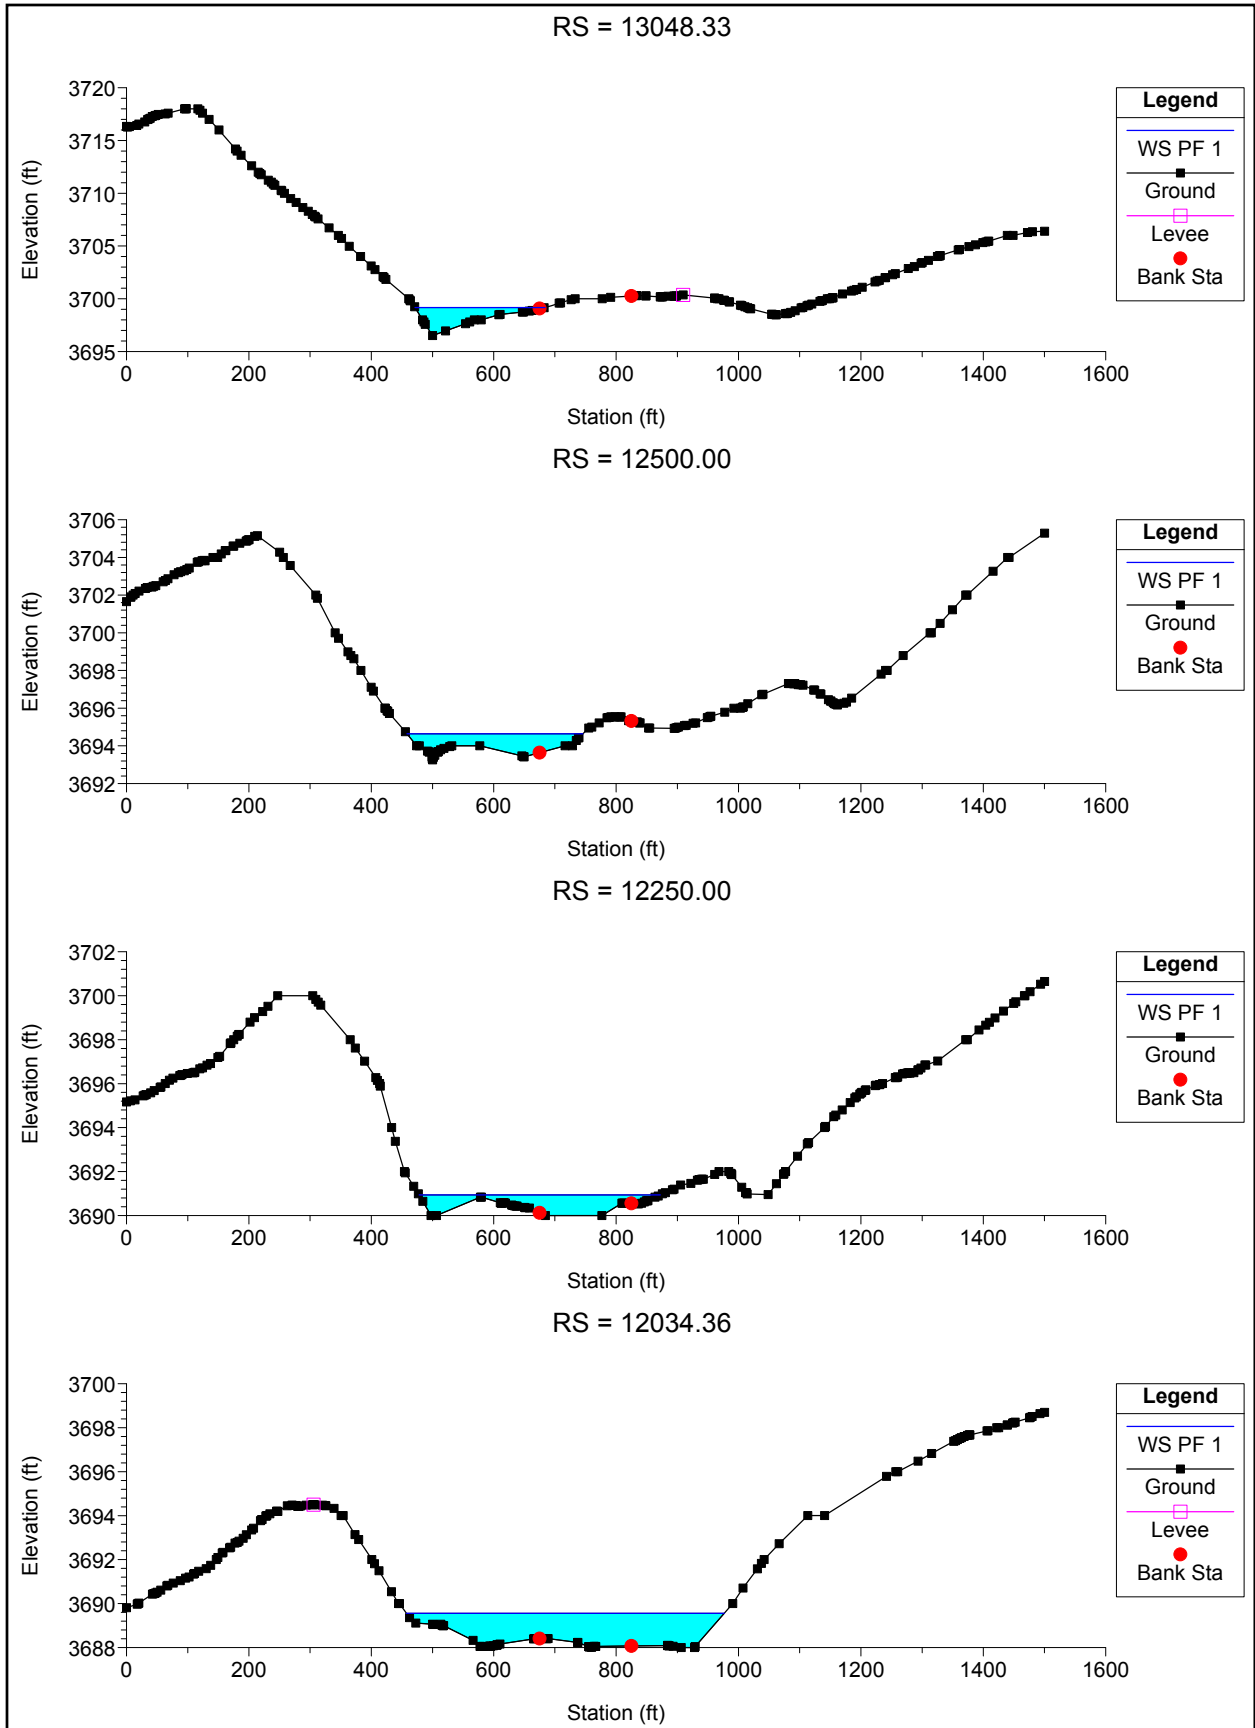 RS = 13048.33
3720
3715
3710
3705
3700
3695
Elevation (ft)
0 200 400 600 800 1000 1200 1400 1600
Station (ft)
Legend
WS PF 1
Ground
Levee
Bank Sta
RS = 12500.00
3706
3704
3702
3700
3698
3696
3694
3692
Elevation (ft)
0 200 400 600 800 1000 1200 1400 1600
Station (ft)
Legend
WS PF 1
Ground
Bank Sta
RS = 12250.00
3702
3700
3698
3696
3694
3692
3690
Elevation (ft)
0 200 400 600 800 1000 1200 1400 1600
Station (ft)
Legend
WS PF 1
Ground
Bank Sta
RS = 12034.36
3700
3698
3696
3694
3692
3690
3688
Elevation (ft)
0 200 400 600 800 1000 1200 1400 1600
Station (ft)
Legend
WS PF 1
Ground
Levee
Bank Sta